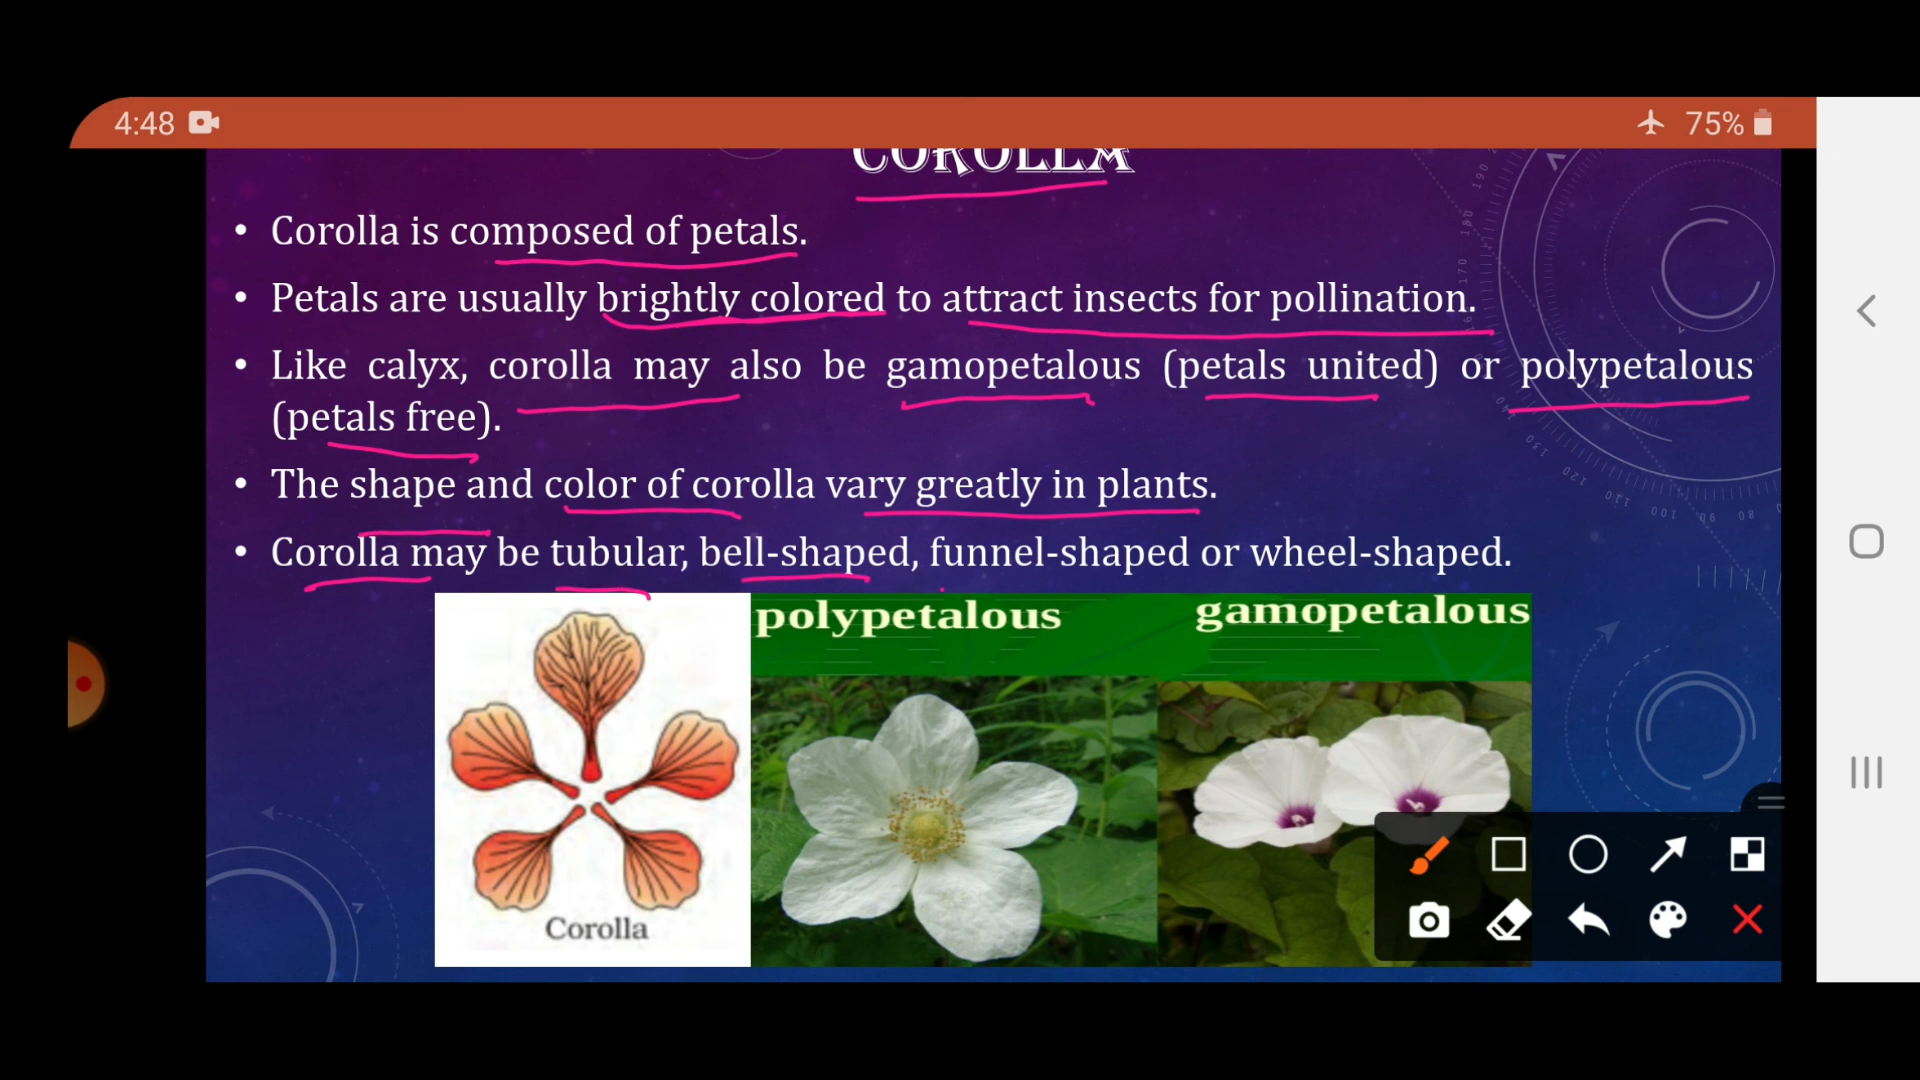 4:48
75%
COROLLA
• Corolla is composed of petals.
• Petals are usually brightly colored to attract insects for pollination.
• Like calyx, corolla may also be gamopetalous (petals united) or polypetalous
(petals free).
• The shape and color of corolla vary greatly in plants.
• Corolla may be tubular, bell-shaped, funnel-shaped or wheel-shaped.
polypetalous
gamopetalous
Corolla